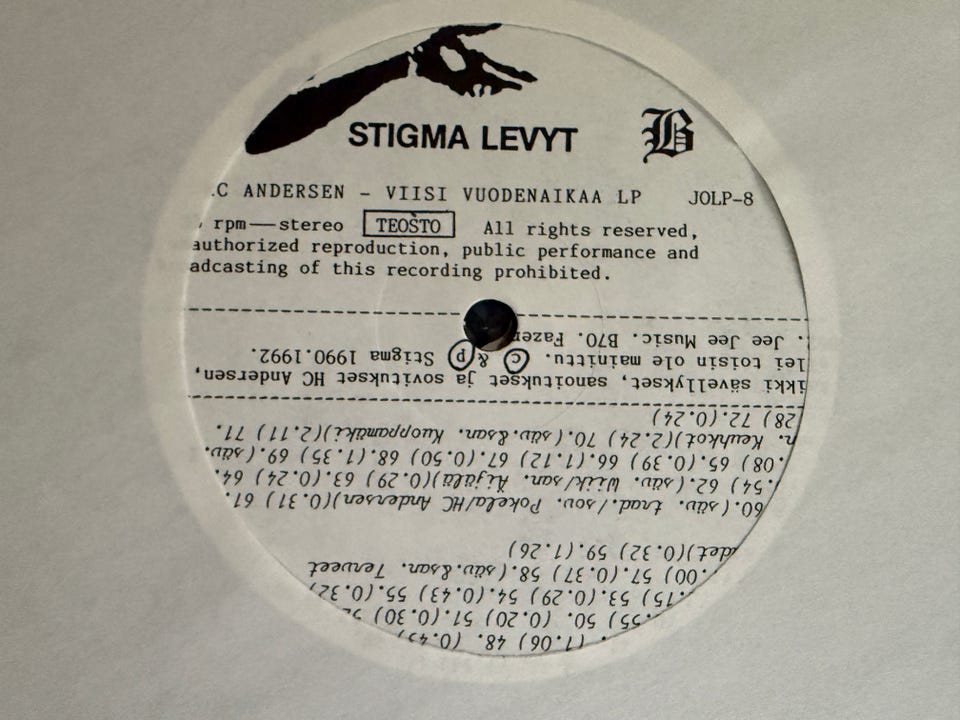 STIGMA LEVYT B
.C ANDERSEN - VIISI VUODENAIKAA LP JOLP-8
rpm—stereo TEOSTO All rights reserved,
authorized reproduction, public performance and
adcasting of this recording prohibited.
ikki sävellykset, sanoitukset ja sovitukset HC Andersen,
lei toisin ole mainittu. © & ℗ Stigma 1990.1992.
. Jee Jee Music. B70. Fazer
. (1.06) 48. (0.43)
.55) 50. (0.20) 51. (0.30) 52
.15) 53. (0.29) 54. (0.43) 55. (0.32)
.00) 57. (0.37) 58. (säv.&san. Terveet
det)(0.32) 59. (1.26)
60. (säv. trad./sov. Pokela/HC Andersen)(0.31) 61.
.54) 62. (säv. Wiik/san. Äijälä)(0.29) 63. (0.24) 64.
.08) 65. (0.39) 66. (1.12) 67. (0.50) 68. (1.35) 69. (säv.
n. Keuhkot)(2.24) 70. (säv.&san. Kuoppamäki)(2.11) 71.
(28) 72. (0.24)